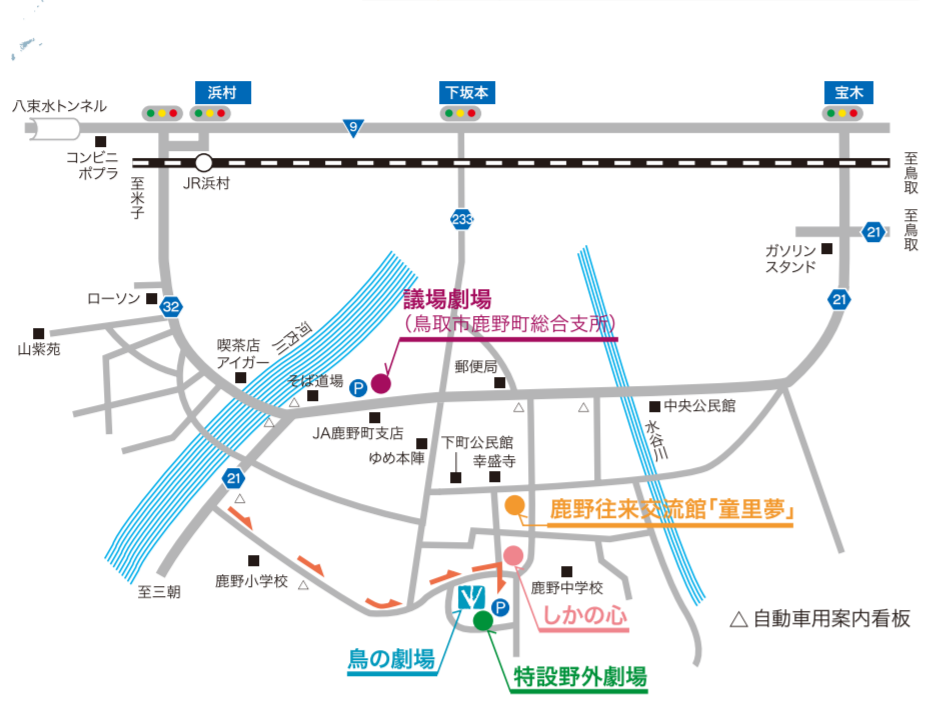 浜村
下坂本
宝木
八束水トンネル
9
コンビニ
ポプラ
JR浜村
至米子
至鳥取
至鳥取
233
21
ガソリン
スタンド
ローソン
32
21
山紫苑
議場劇場
(鳥取市鹿野町総合支所)
河内川
喫茶店
アイガー
そば道場
P
郵便局
中央公民館
JA鹿野町支店
水谷川
ゆめ本陣
下町公民館
幸盛寺
21
鹿野往来交流館「童里夢」
鹿野小学校
至三朝
鹿野中学校
P
しかの心
△自動車用案内看板
鳥の劇場
特設野外劇場